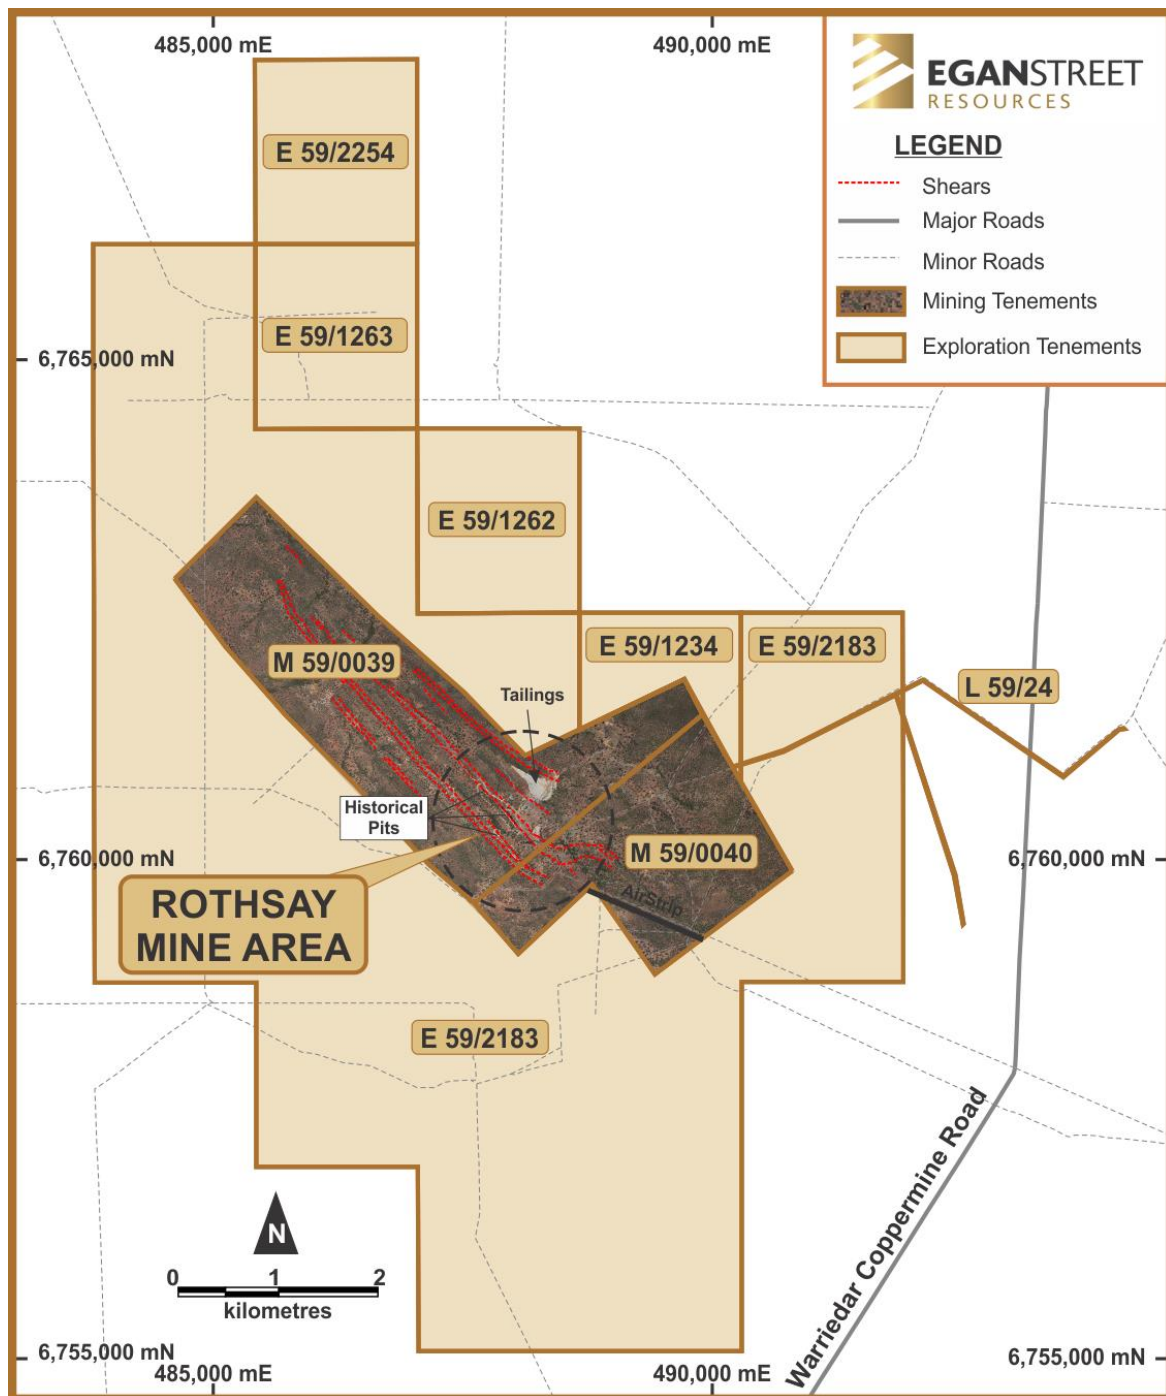 485,000 mE
490,000 mE
EGANSTREET
RESOURCES
LEGEND
Shears
Major Roads
Minor Roads
Mining Tenements
Exploration Tenements
E 59/2254
E 59/1263
6,765,000 mN
E 59/1262
E 59/1234
E 59/2183
M 59/0039
L 59/24
Tailings
Historical
Pits
M 59/0040
6,760,000 mN
6,760,000 mN
AirStrip
ROTHSAY
MINE AREA
E 59/2183
Warriedar Coppermine Road
N
0 1 2
kilometres
6,755,000 mN
6,755,000 mN
485,000 mE
490,000 mE